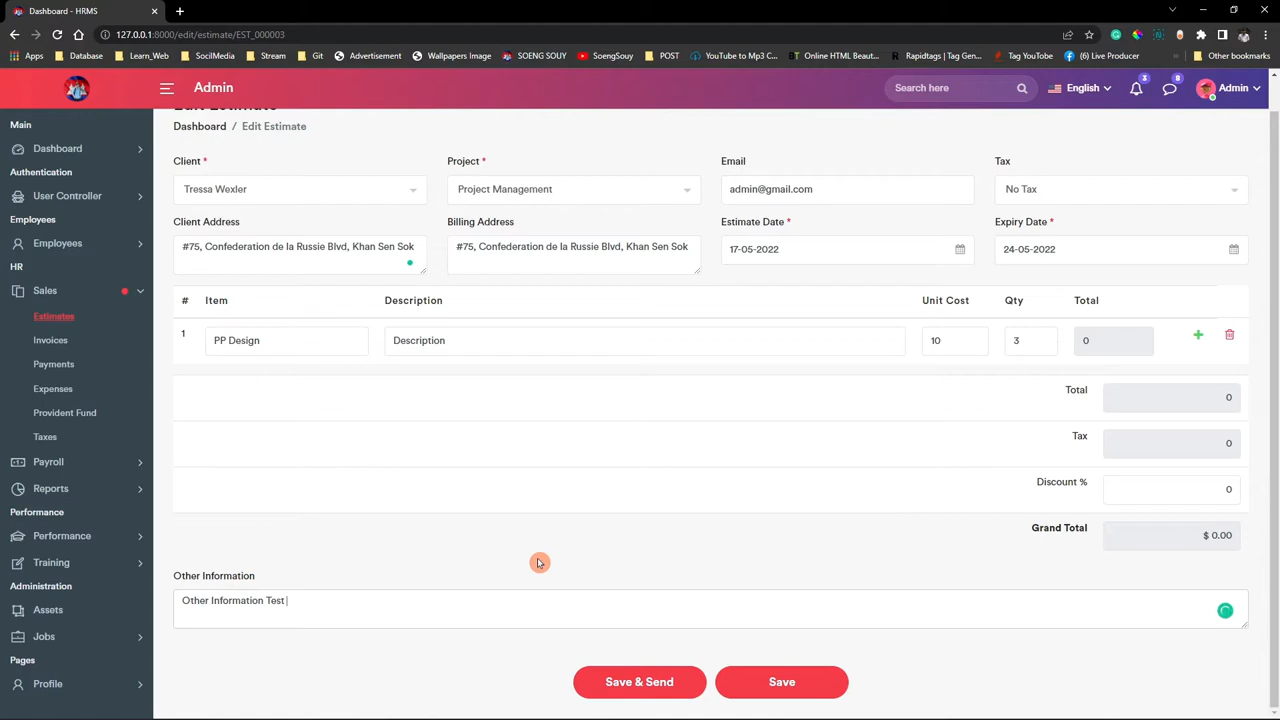 Dashboard - HRMS
127.0.0.1:8000/edit/estimate/EST_000003
Apps Database Learn_Web SocilMedia Stream Git Advertisement Wallpapers Image SOENG SOUY SoengSouy POST YouTube to Mp3 C... Online HTML Beaut... Rapidtags | Tag Gen... Tag YouTube (J) Live Producer Other bookmarks
Admin
Search here
English
3
8
Admin
Main
Dashboard
Authentication
User Controller
Employees
Employees
HR
Sales
Estimates
Invoices
Payments
Expenses
Provident Fund
Taxes
Payroll
Reports
Performance
Performance
Training
Administration
Assets
Jobs
Pages
Profile
Edit Estimate
Dashboard / Edit Estimate
Client * Project * Email Tax
Tressa Wexler Project Management admin@gmail.com No Tax
Client Address Billing Address Estimate Date * Expiry Date *
#75, Confederation de la Russie Blvd, Khan Sen Sok #75, Confederation de la Russie Blvd, Khan Sen Sok 17-05-2022 24-05-2022
# Item Description Unit Cost Qty Total
1 PP Design Description 10 3 0
Total 0
Tax 0
Discount % 0
Grand Total $ 0.00
Other Information
Other Information Test
Save & Send Save